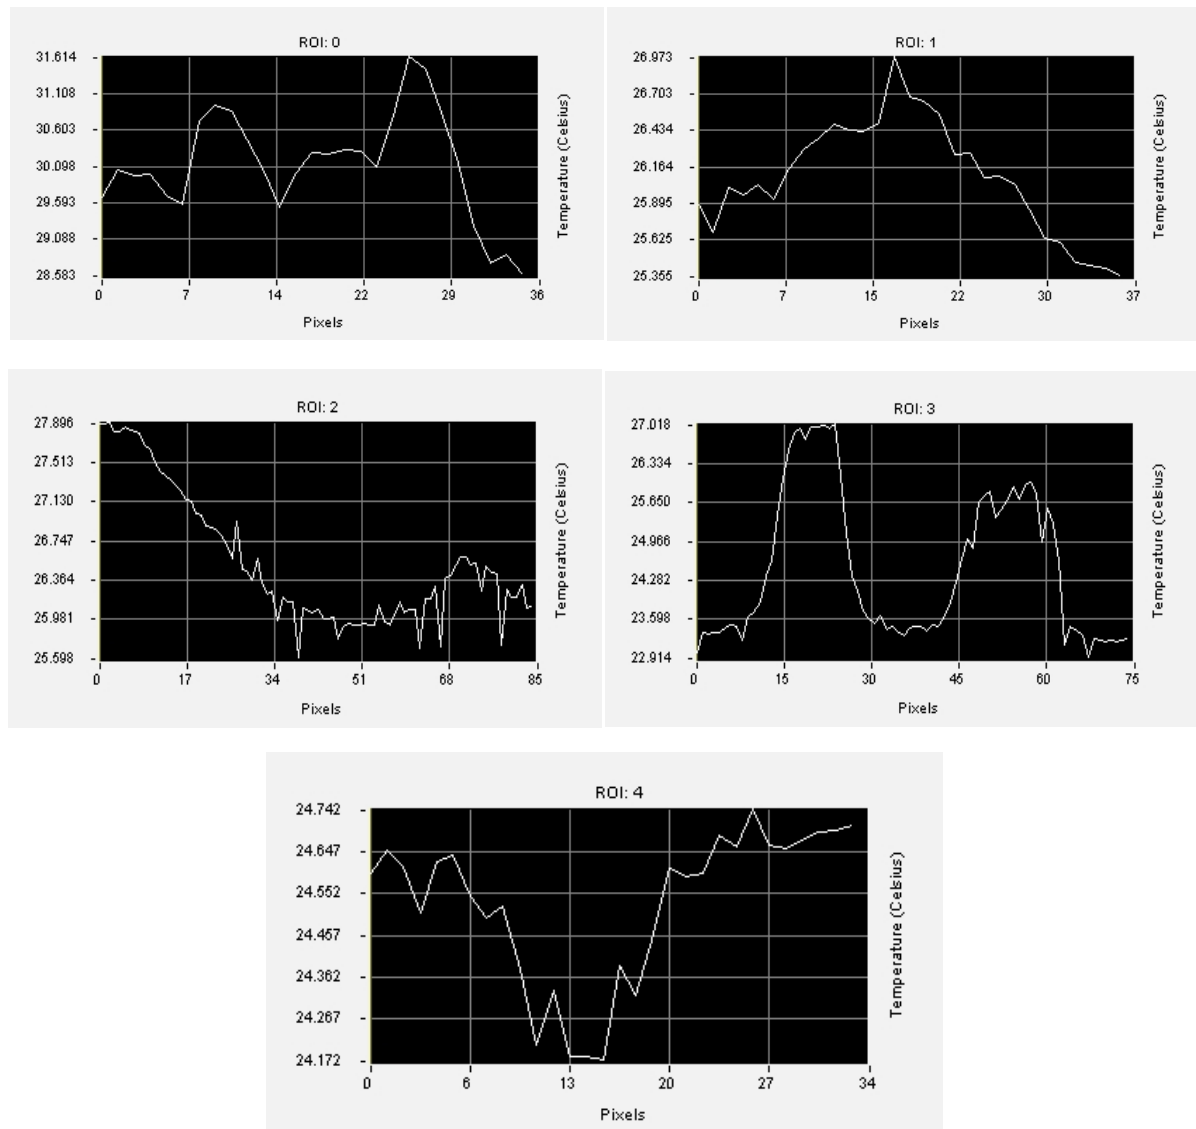 ROI: 0
31.614
31.108
30.603
30.098
29.593
29.088
28.583
0 7 14 22 29 36
Pixels
Temperature (Celsius)
ROI: 1
26.973
26.703
26.434
26.164
25.895
25.625
25.355
0 7 15 22 30 37
Pixels
Temperature (Celsius)
ROI: 2
27.896
27.513
27.130
26.747
26.364
25.981
25.598
0 17 34 51 68 85
Pixels
Temperature (Celsius)
ROI: 3
27.018
26.334
25.650
24.966
24.282
23.598
22.914
0 15 30 45 60 75
Pixels
Temperature (Celsius)
ROI: 4
24.742
24.647
24.552
24.457
24.362
24.267
24.172
0 6 13 20 27 34
Pixels
Temperature (Celsius)